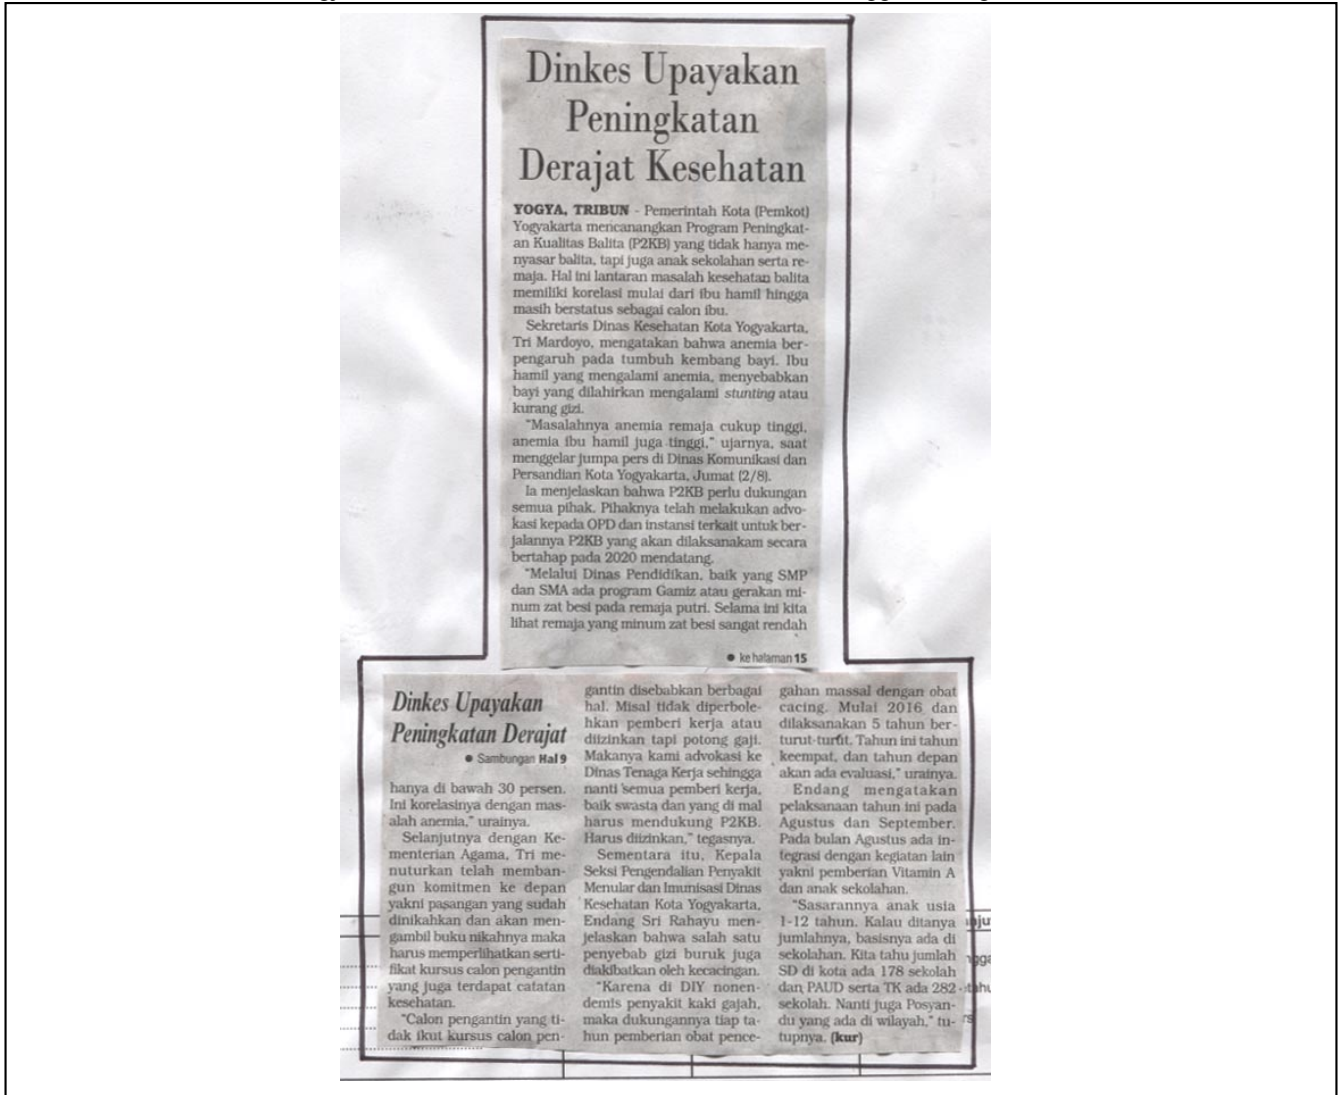 Dinkes Upayakan
Peningkatan
Derajat Kesehatan
YOGYA, TRIBUN - Pemerintah Kota (Pemkot)
Yogyakarta mencanangkan Program Peningkat-
an Kualitas Balita (P2KB) yang tidak hanya me-
nyasar balita, tapi juga anak sekolahan serta re-
maja. Hal ini lantaran masalah kesehatan balita
memiliki korelasi mulai dari ibu hamil hingga
masih berstatus sebagai calon ibu.
Sekretaris Dinas Kesehatan Kota Yogyakarta,
Tri Mardoyo, mengatakan bahwa anemia ber-
pengaruh pada tumbuh kembang bayi. Ibu
hamil yang mengalami anemia, menyebabkan
bayi yang dilahirkan mengalami stunting atau
kurang gizi.
"Masalahnya anemia remaja cukup tinggi,
anemia ibu hamil juga tinggi," ujarnya, saat
menggelar jumpa pers di Dinas Komunikasi dan
Persandian Kota Yogyakarta, Jumat (2/8).
Ia menjelaskan bahwa P2KB perlu dukungan
semua pihak. Pihaknya telah melakukan advo-
kasi kepada OPD dan instansi terkait untuk ber-
jalannya P2KB yang akan dilaksanakam secara
bertahap pada 2020 mendatang.
"Melalui Dinas Pendidikan, baik yang SMP
dan SMA ada program Gamiz atau gerakan mi-
num zat besi pada remaja putri. Selama ini kita
lihat remaja yang minum zat besi sangat rendah
● ke halaman 15
Dinkes Upayakan
Peningkatan Derajat
● Sambungan Hal 9
hanya di bawah 30 persen.
Ini korelasinya dengan mas-
alah anemia," urainya.
Selanjutnya dengan Ke-
menterian Agama, Tri me-
nuturkan telah memban-
gun komitmen ke depan
yakni pasangan yang sudah
dinikahkan dan akan men-
gambil buku nikahnya maka
harus memperlihatkan serti-
fikat kursus calon pengantin
yang juga terdapat catatan
kesehatan.
"Calon pengantin yang ti-
dak ikut kursus calon pen-
gantin disebabkan berbagai
hal. Misal tidak diperbole-
hkan pemberi kerja atau
diizinkan tapi potong gaji.
Makanya kami advokasi ke
Dinas Tenaga Kerja sehingga
nanti semua pemberi kerja,
baik swasta dan yang di mal
harus mendukung P2KB.
Harus diizinkan," tegasnya.
Sementara itu, Kepala
Seksi Pengendalian Penyakit
Menular dan Imunisasi Dinas
Kesehatan Kota Yogyakarta,
Endang Sri Rahayu men-
jelaskan bahwa salah satu
penyebab gizi buruk juga
diakibatkan oleh kecacingan.
"Karena di DIY nonen-
demis penyakit kaki gajah,
maka dukungannya tiap ta-
hun pemberian obat pence-
gahan massal dengan obat
cacing. Mulai 2016 dan
dilaksanakan 5 tahun ber-
turut-turut. Tahun ini tahun
keempat, dan tahun depan
akan ada evaluasi," urainya.
Endang mengatakan
pelaksanaan tahun ini pada
Agustus dan September.
Pada bulan Agustus ada in-
tegrasi dengan kegiatan lain
yakni pemberian Vitamin A
dan anak sekolahan.
"Sasarannya anak usia
1-12 tahun. Kalau ditanya
jumlahnya, basisnya ada di
sekolahan. Kita tahu jumlah
SD di kota ada 178 sekolah
dan PAUD serta TK ada 282
sekolah. Nanti juga Posyan-
du yang ada di wilayah," tu-
tupnya. (kur)